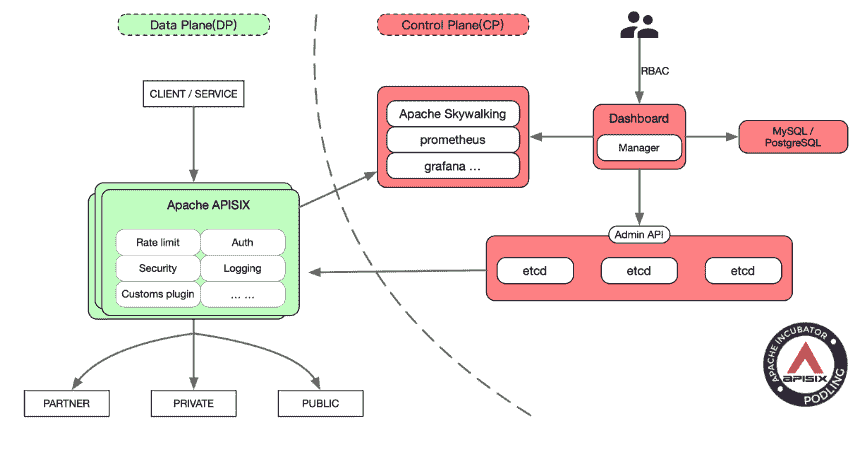 Data Plane(DP)
Control Plane(CP)
RBAC
CLIENT / SERVICE
Apache Skywalking
prometheus
grafana ...
Dashboard
Manager
MySQL /
PostgreSQL
Apache APISIX
Rate limit
Auth
Security
Logging
Customs plugin
... ...
Admin API
etcd
etcd
etcd
PARTNER
PRIVATE
PUBLIC
APACHE INCUBATOR
APISIX
PODLING